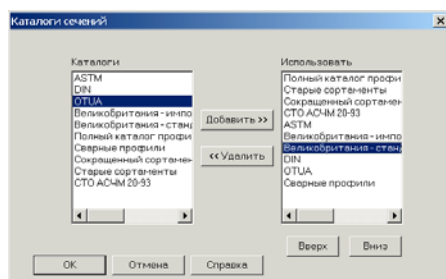 Каталоги сечений
Каталоги
ASTM
DIN
OTUA
Великобритания - импо
Великобритания - станд
Полный каталог профи
Сварные профили
Сокращенный сортамен
Старые сортаменты
СТО АСЧМ 20-93
Добавить >>
<< Удалить
Использовать
Полный каталог профи
Старые сортаменты
Сокращенный сортамен
СТО АСЧМ 20-93
ASTM
Великобритания - импо
Великобритания - станд
DIN
OTUA
Сварные профили
Вверх
Вниз
OK
Отмена
Справка